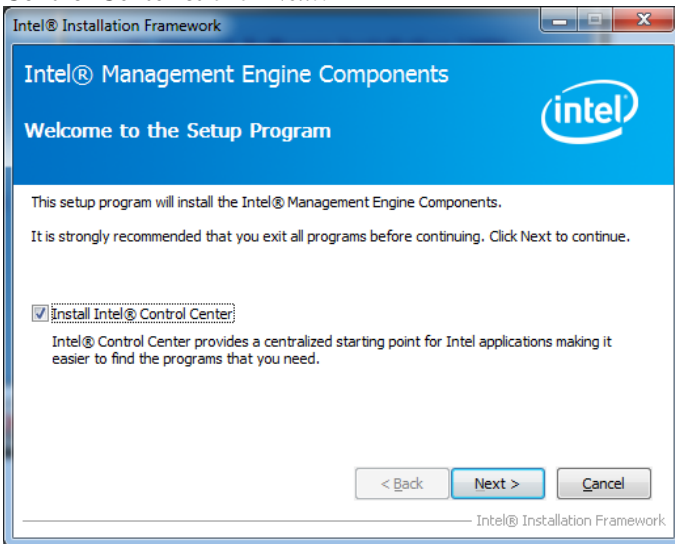 Intel® Installation Framework
Intel® Management Engine Components
Welcome to the Setup Program
intel
This setup program will install the Intel® Management Engine Components.
It is strongly recommended that you exit all programs before continuing. Click Next to continue.
Install Intel® Control Center
Intel® Control Center provides a centralized starting point for Intel applications making it
easier to find the programs that you need.
< Back Next > Cancel
Intel® Installation Framework